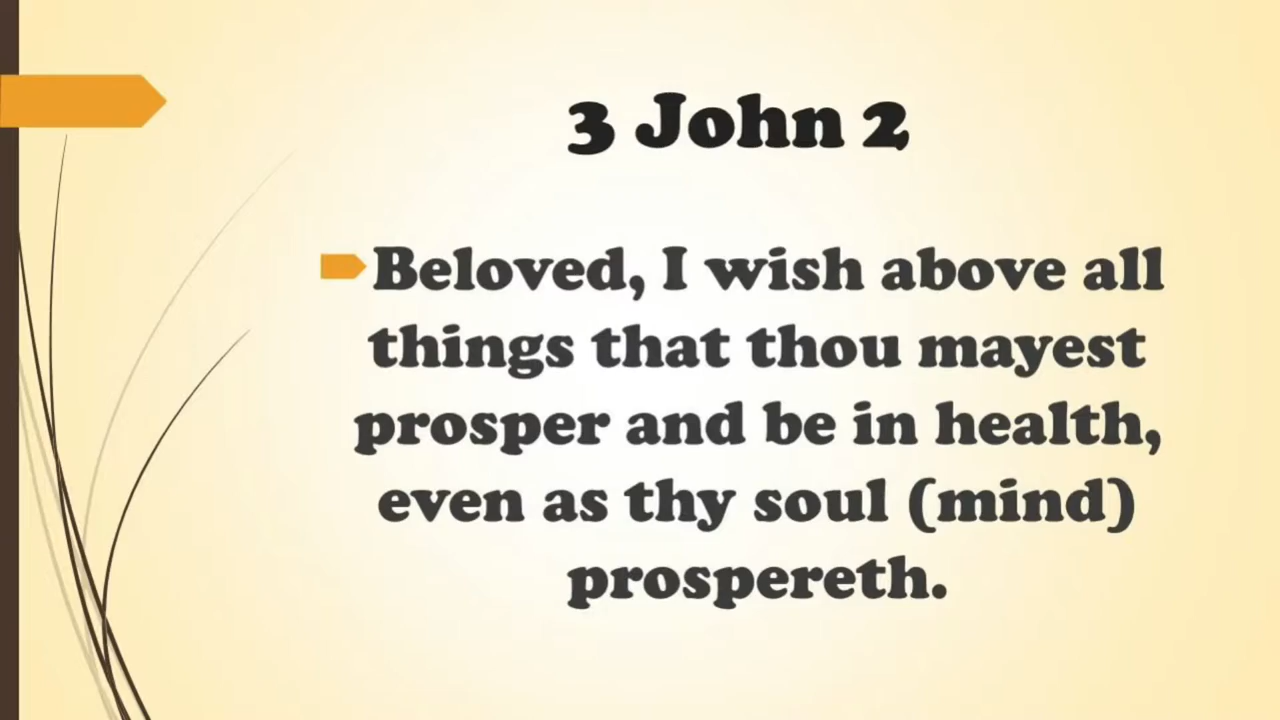 3 John 2
Beloved, I wish above all
things that thou mayest
prosper and be in health,
even as thy soul (mind)
prospereth.